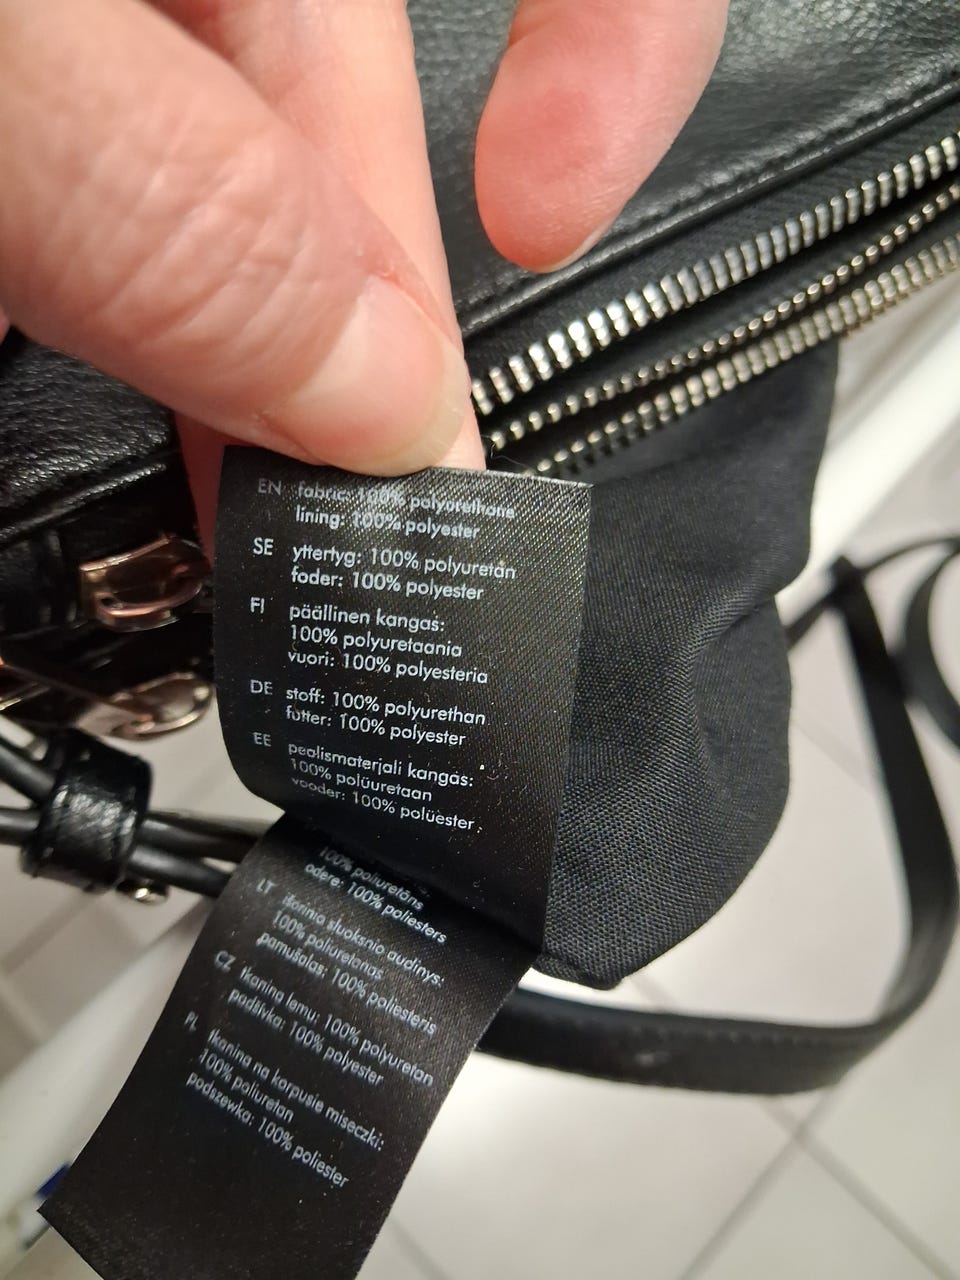 EN fabric: 100% polyurethane
lining: 100% polyester
SE yttertyg: 100% polyuretan
foder: 100% polyester
FI päällinen kangas:
100% polyuretaania
vuori: 100% polyesteria
DE stoff: 100% polyurethan
futter: 100% polyester
EE pealismaterjali kangas:
100% polüuretaan
vooder: 100% polüester
100% poliuretāns
odere: 100% poliesters
LT išorinio sluoksnio audinys:
100% poliuretanas
pamušalas: 100% poliesteris
CZ tkanina lemu: 100% polyuretan
podšívka: 100% polyester
PL tkanina na korpusie miseczki:
100% poliuretan
podszewka: 100% poliester